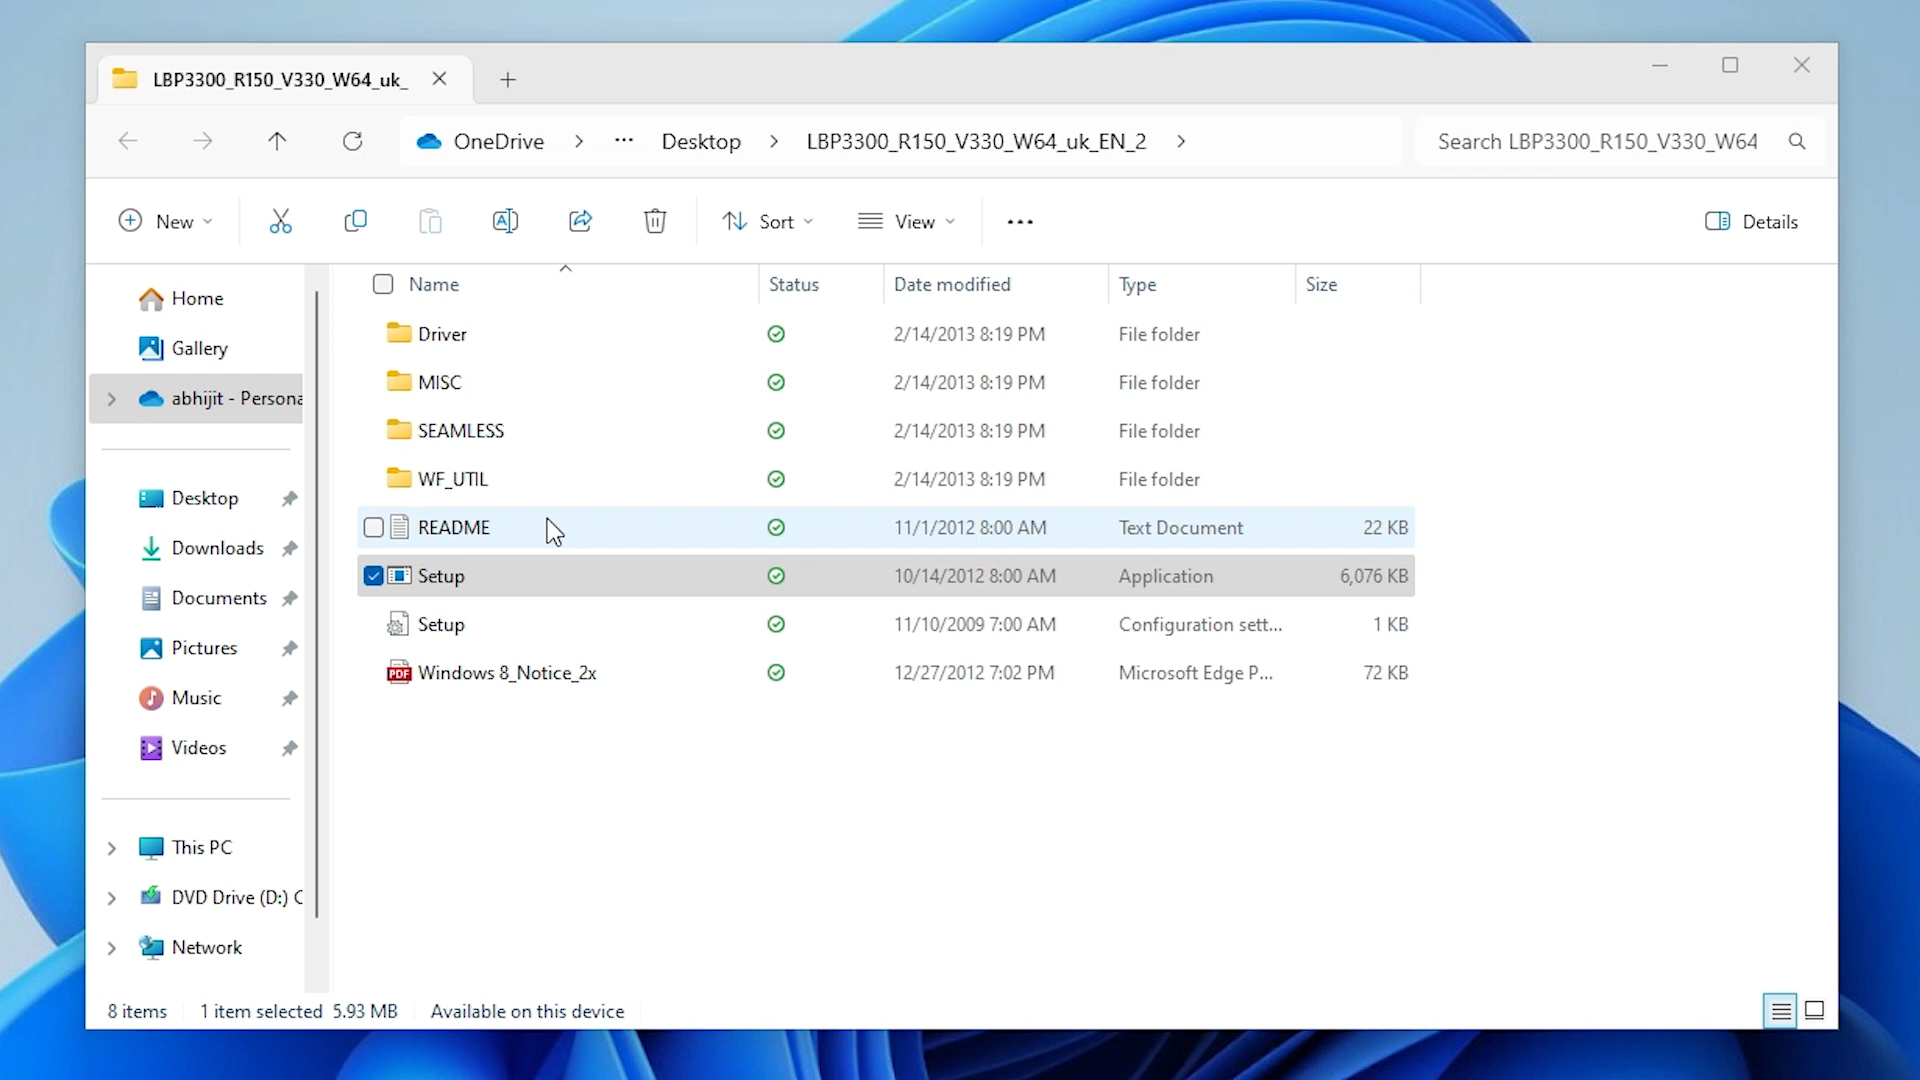 LBP3300_R150_V330_W64_uk_
OneDrive > ... Desktop > LBP3300_R150_V330_W64_uk_EN_2 >
Search LBP3300_R150_V330_W64
New
Sort
View
Details
Name Status Date modified Type Size
Home
Gallery
abhijit - Persona
Desktop
Downloads
Documents
Pictures
Music
Videos
This PC
DVD Drive (D:) C
Network
Driver 2/14/2013 8:19 PM File folder
MISC 2/14/2013 8:19 PM File folder
SEAMLESS 2/14/2013 8:19 PM File folder
WF_UTIL 2/14/2013 8:19 PM File folder
README 11/1/2012 8:00 AM Text Document 22 KB
Setup 10/14/2012 8:00 AM Application 6,076 KB
Setup 11/10/2009 7:00 AM Configuration sett... 1 KB
PDF Windows 8_Notice_2x 12/27/2012 7:02 PM Microsoft Edge P... 72 KB
8 items 1 item selected 5.93 MB Available on this device